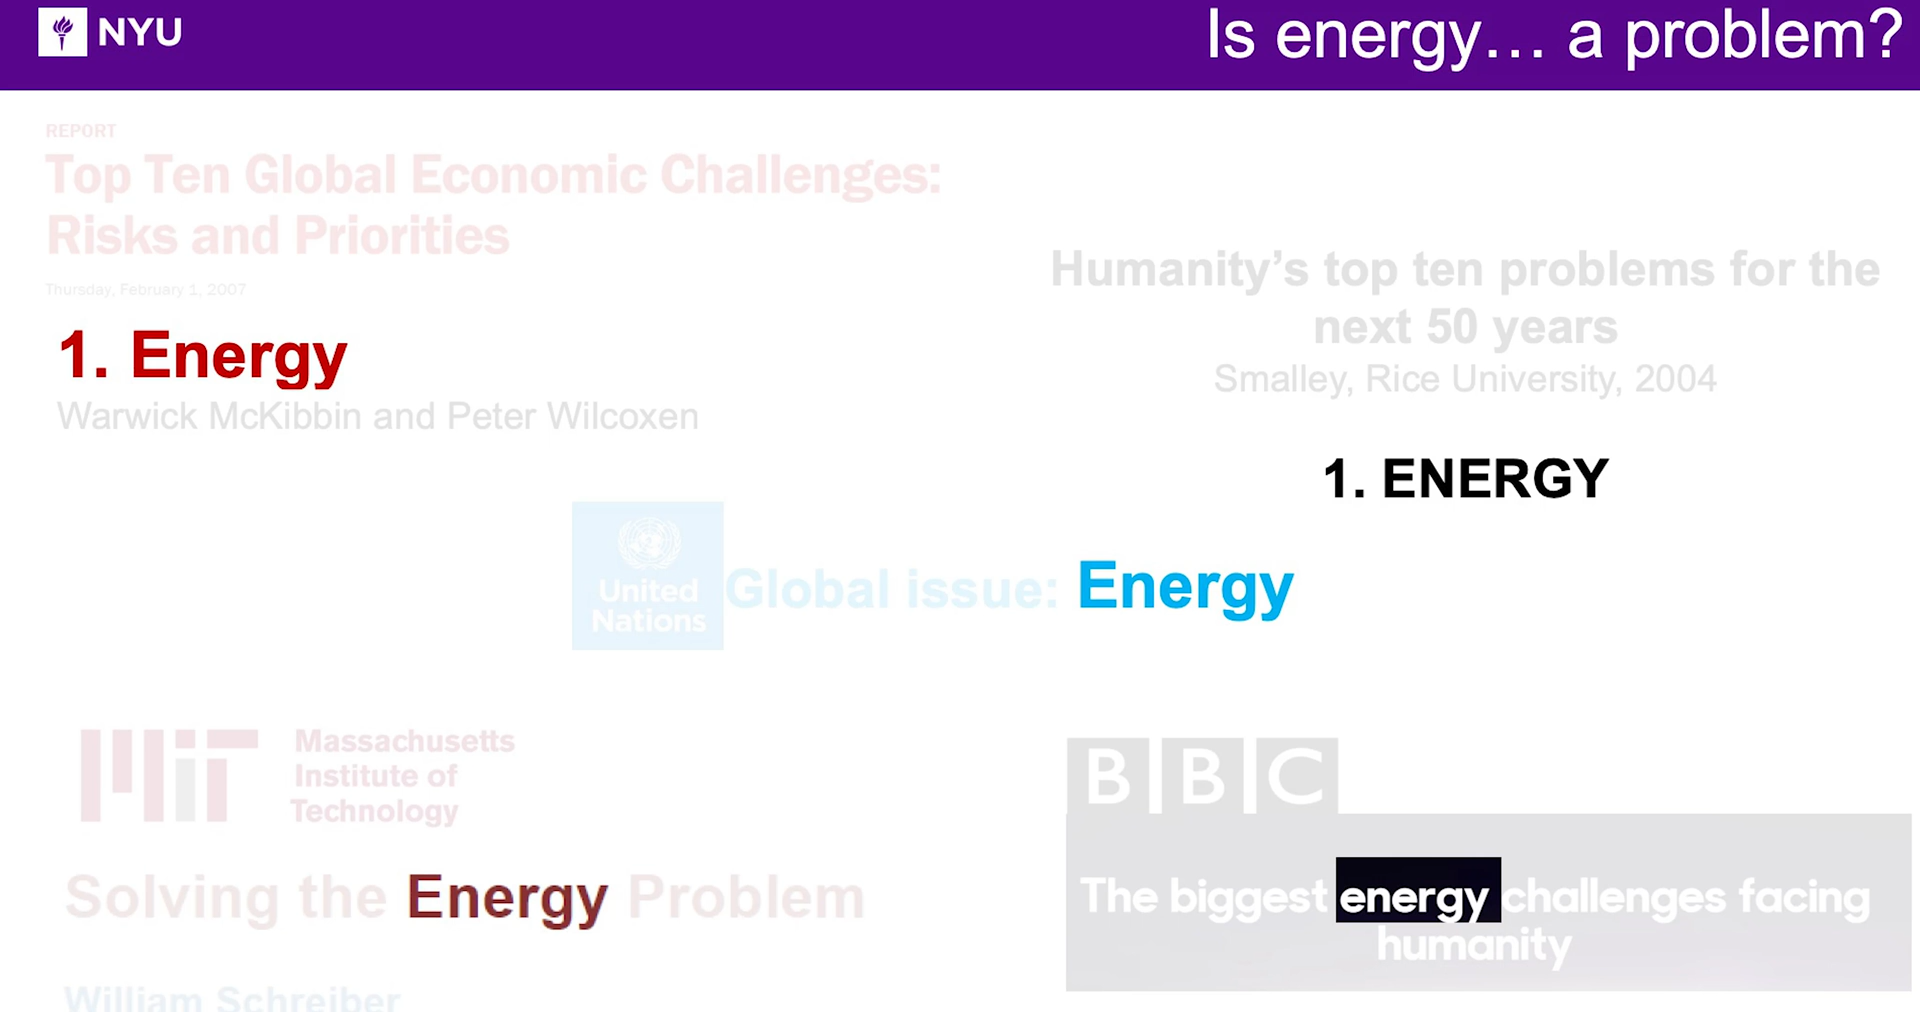 NYU
Is energy... a problem?
REPORT
Top Ten Global Economic Challenges:
Risks and Priorities
Thursday, February 1, 2007
1. Energy
Warwick McKibbin and Peter Wilcoxen
Humanity's top ten problems for the
next 50 years
Smalley, Rice University, 2004
1. ENERGY
United
Nations
Global issue: Energy
MIT
Massachusetts
Institute of
Technology
Solving the Energy Problem
William Schreiber
BBC
The biggest energy challenges facing
humanity